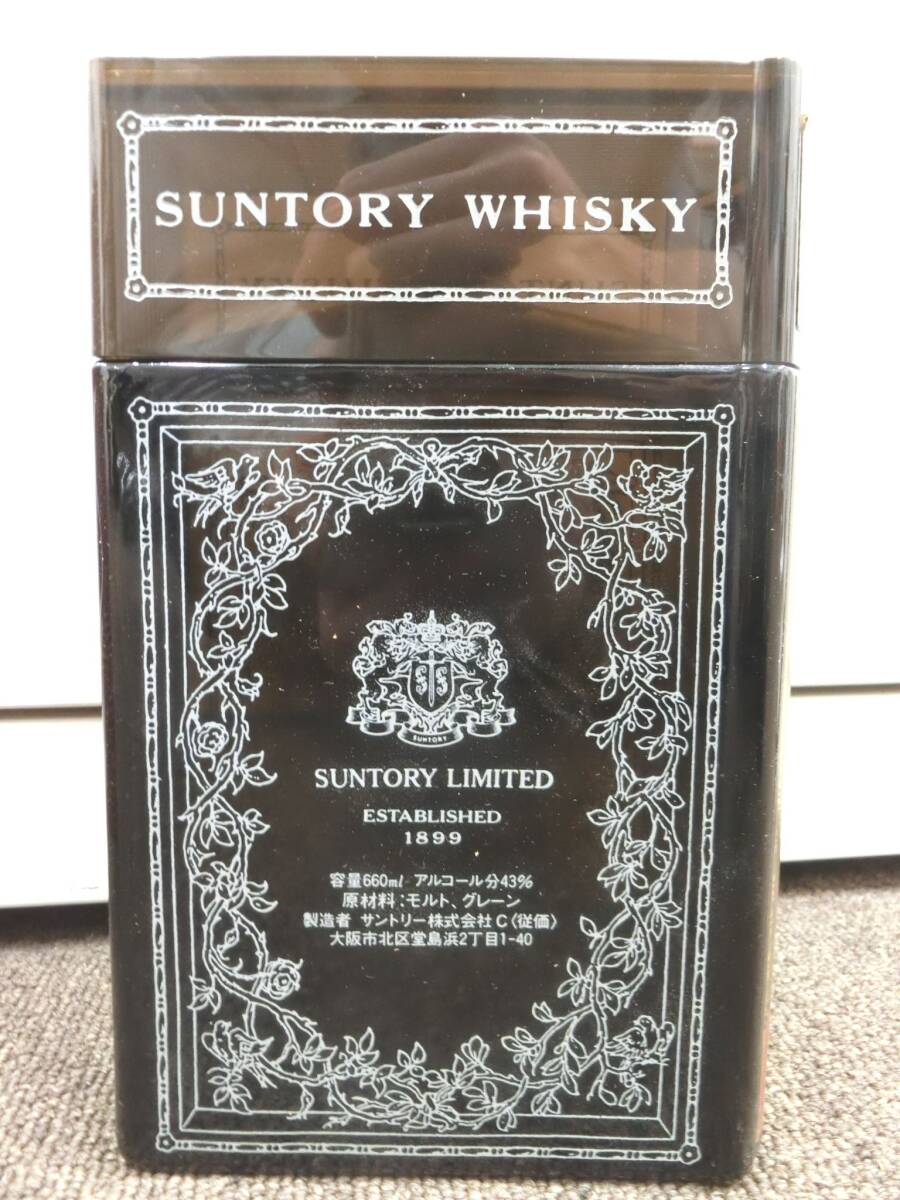 SUNTORY WHISKY
SUNTORY
SUNTORY LIMITED
ESTABLISHED
1899
容量660ml アルコール分43%
原材料:モルト、グレーン
製造者 サントリー株式会社C〈従価〉
大阪市北区堂島浜2丁目1-40